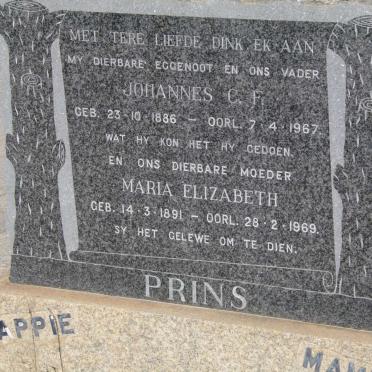 MET TERE LIEFDE DINK EK AAN
MY DIERBARE EGGENOOT EN ONS VADER
JOHANNES C. F.
GEB. 23-10-1886 – OORL. 7-4-1967.
WAT HY KON HET HY GEDOEN.
EN ONS DIERBARE MOEDER
MARIA ELIZABETH
GEB. 14-3-1891 – OORL. 28-2-1969.
SY HET GELEWE OM TE DIEN.
PRINS
APPIE